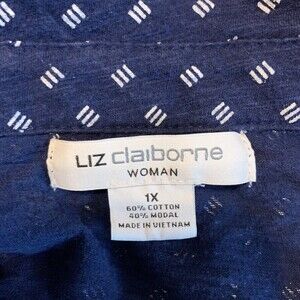 LIZ claiborne
WOMAN
1X
60% COTTON
40% MODAL
MADE IN VIETNAM